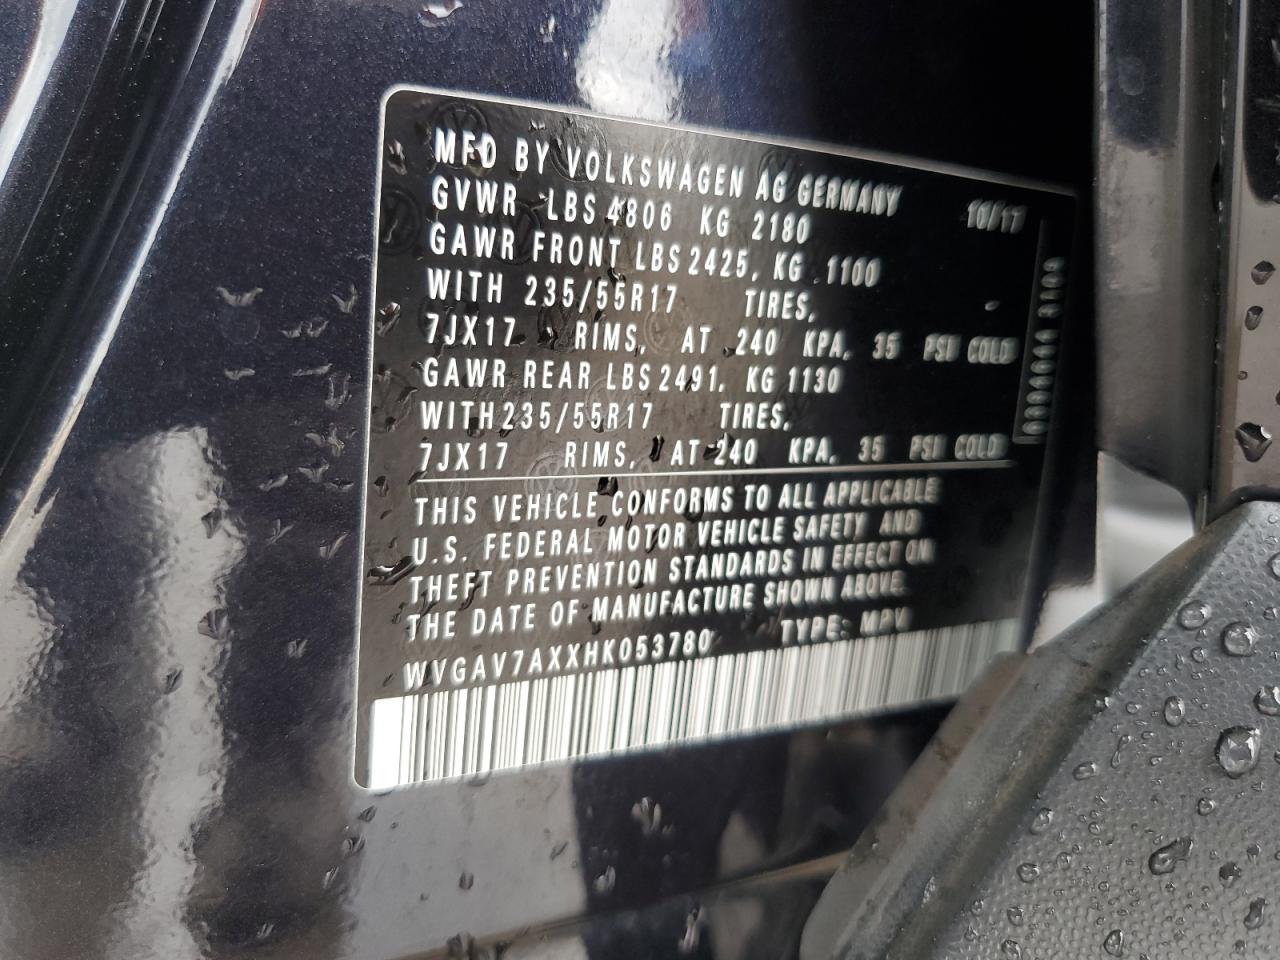 MFD BY VOLKSWAGEN AG GERMANY 10/17
GVWR LBS 4806 KG 2180
GAWR FRONT LBS 2425, KG 1100
WITH 235/55R17 TIRES,
7JX17 RIMS, AT 240 KPA, 35 PSI COLD
GAWR REAR LBS 2491, KG 1130
WITH 235/55R17 TIRES,
7JX17 RIMS, AT 240 KPA, 35 PSI COLD
THIS VEHICLE CONFORMS TO ALL APPLICABLE
U.S. FEDERAL MOTOR VEHICLE SAFETY AND
THEFT PREVENTION STANDARDS IN EFFECT ON
THE DATE OF MANUFACTURE SHOWN ABOVE.
WVGAV7AXXHK053780 TYPE: MPV